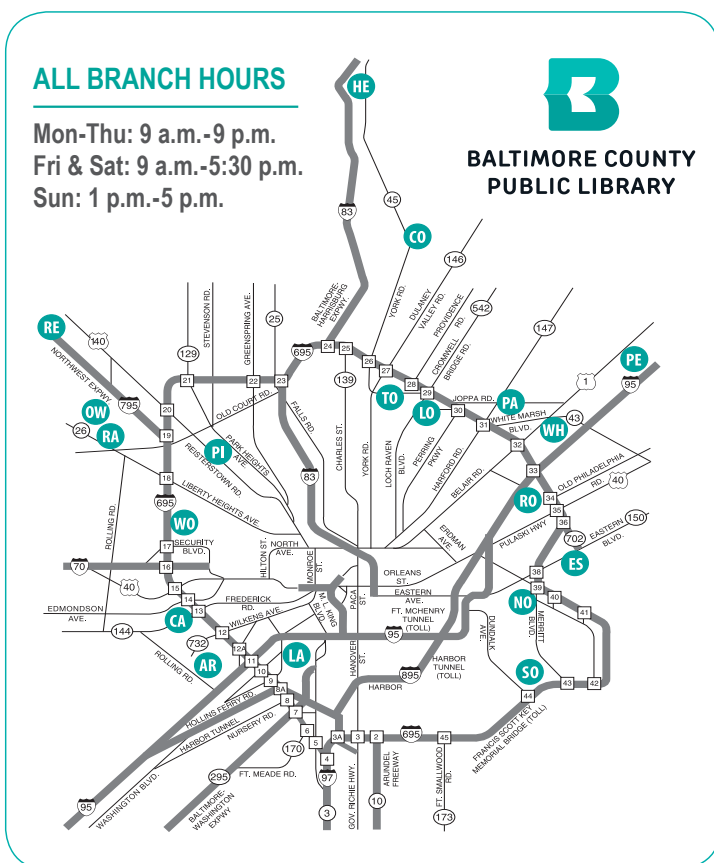 ALL BRANCH HOURS
Mon-Thu: 9 a.m.-9 p.m.
Fri & Sat: 9 a.m.-5:30 p.m.
Sun: 1 p.m.-5 p.m.
BALTIMORE COUNTY
PUBLIC LIBRARY
HE
45
83
CO
146
BALTIMORE-
HARRISBURG
EXPWY.
YORK RD.
DULANEY
VALLEY RD.
PROVIDENCE
RD.
CROMWELL
BRIDGE RD.
542
147
STEVENSON RD.
GREENSPRING AVE.
25
RE
140
129
NORTHWEST EXPWY
795
695
24
25
26
27
28
29
30
31
32
33
139
1
PE
95
21
22
23
20
19
18
OLD COURT RD.
OW
RA
26
PI
PARK HEIGHTS
AVE.
REISTERSTOWN RD.
FALLS RD.
CHARLES ST.
YORK RD.
TO
LO
PA
JOPPA RD.
WHITE MARSH
BLVD.
43
WH
LOCH RAVEN
BLVD.
PERRING
PKWY
HARFORD RD.
BELAIR RD.
OLD PHILADELPHIA
RD.
40
RO
34
35
36
PULASKI HWY
150
EASTERN
BLVD.
702
ES
LIBERTY HEIGHTS AVE.
83
695
WO
ROLLING RD.
17
SECURITY
BLVD.
16
70
40
HILTON ST.
NORTH
AVE.
MONROE
ST.
ERDMAN
AVE.
ORLEANS
ST.
EASTERN
AVE.
FT. MCHENRY
TUNNEL
(TOLL)
38
39
40
41
NO
MERRITT
BLVD.
15
14
13
FREDERICK
RD.
EDMONDSON
AVE.
CA
WILKENS AVE.
M. L. KING
BLVD.
PACA
ST.
12
144
732
12A
11
10
9
8A
8
7
6
5
4
95
ROLLING RD.
AR
LA
HANOVER
ST.
HARBOR
895
HARBOR
TUNNEL
(TOLL)
DUNDALK
AVE.
SO
44
43
42
HOLLINS FERRY RD.
HARBOR TUNNEL
NURSERY RD.
170
FT. MEADE RD.
3A
3
2
695
45
FRANCIS SCOTT KEY
MEMORIAL BRIDGE (TOLL)
295
97
95
WASHINGTON BLVD.
BALTIMORE-
WASHINGTON
EXPWY
3
GOV. RICHIE HWY.
10
ARUNDEL
FREEWAY
FT. SMALLWOOD
RD.
173